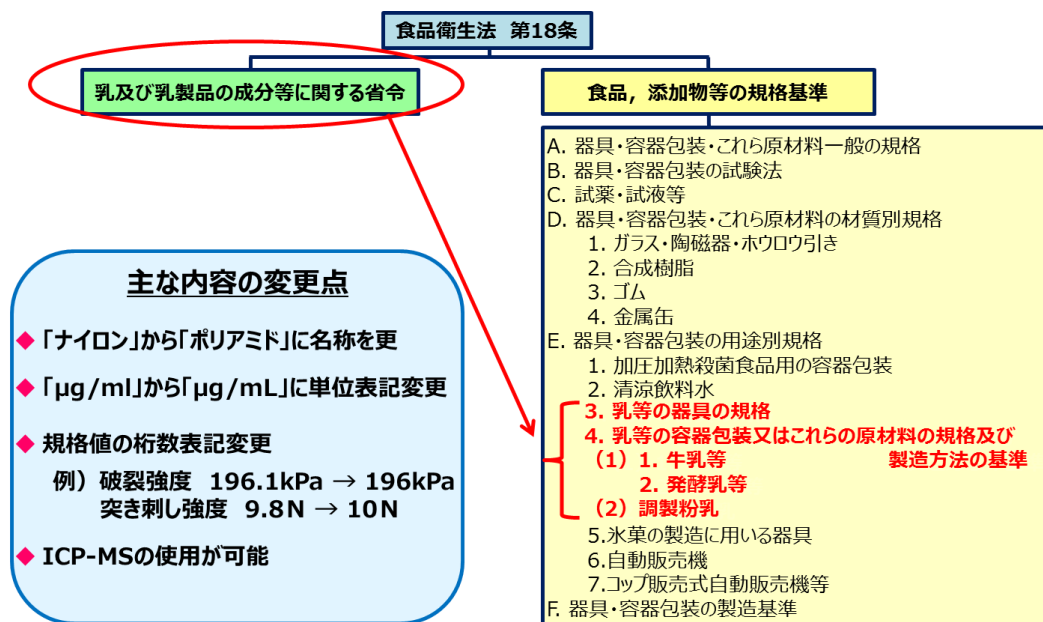 食品衛生法 第18条
乳及び乳製品の成分等に関する省令
食品，添加物等の規格基準
主な内容の変更点
◆「ナイロン」から「ポリアミド」に名称を更
◆「μg/ml」から「μg/mL」に単位表記変更
◆ 規格値の桁数表記変更
例）破裂強度 196.1kPa → 196kPa
突き刺し強度 9.8N → 10N
◆ ICP-MSの使用が可能
A. 器具・容器包装・これら原材料一般の規格
B. 器具・容器包装の試験法
C. 試薬・試液等
D. 器具・容器包装・これら原材料の材質別規格
1. ガラス・陶磁器・ホウロウ引き
2. 合成樹脂
3. ゴム
4. 金属缶
E. 器具・容器包装の用途別規格
1. 加圧加熱殺菌食品用の容器包装
2. 清涼飲料水
3. 乳等の器具の規格
4. 乳等の容器包装又はこれらの原材料の規格及び
（1）1. 牛乳等 製造方法の基準
2. 発酵乳等
（2）調製粉乳
5.氷菓の製造に用いる器具
6.自動販売機
7.コップ販売式自動販売機等
F. 器具・容器包装の製造基準